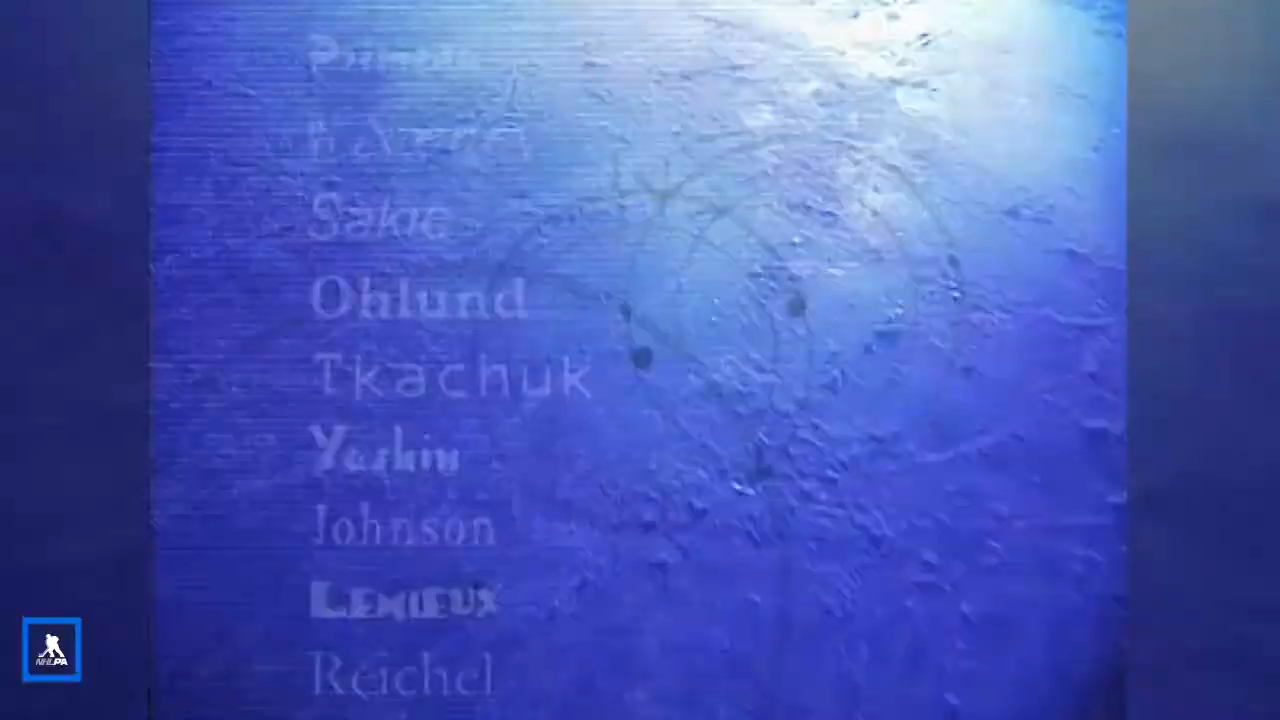 Sakic
Ohlund
Tkachuk
Yashin
Johnson
Lemieux
Reichel
NHLPA